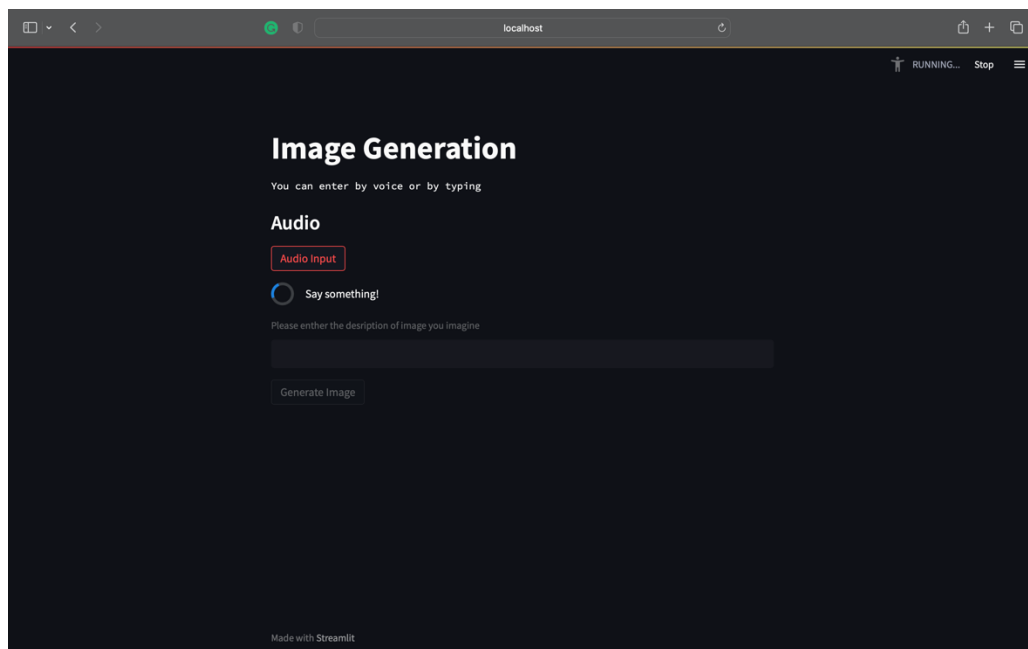 localhost
RUNNING... Stop
Image Generation
You can enter by voice or by typing
Audio
Audio Input
Say something!
Please enther the desription of image you imagine
Generate Image
Made with Streamlit